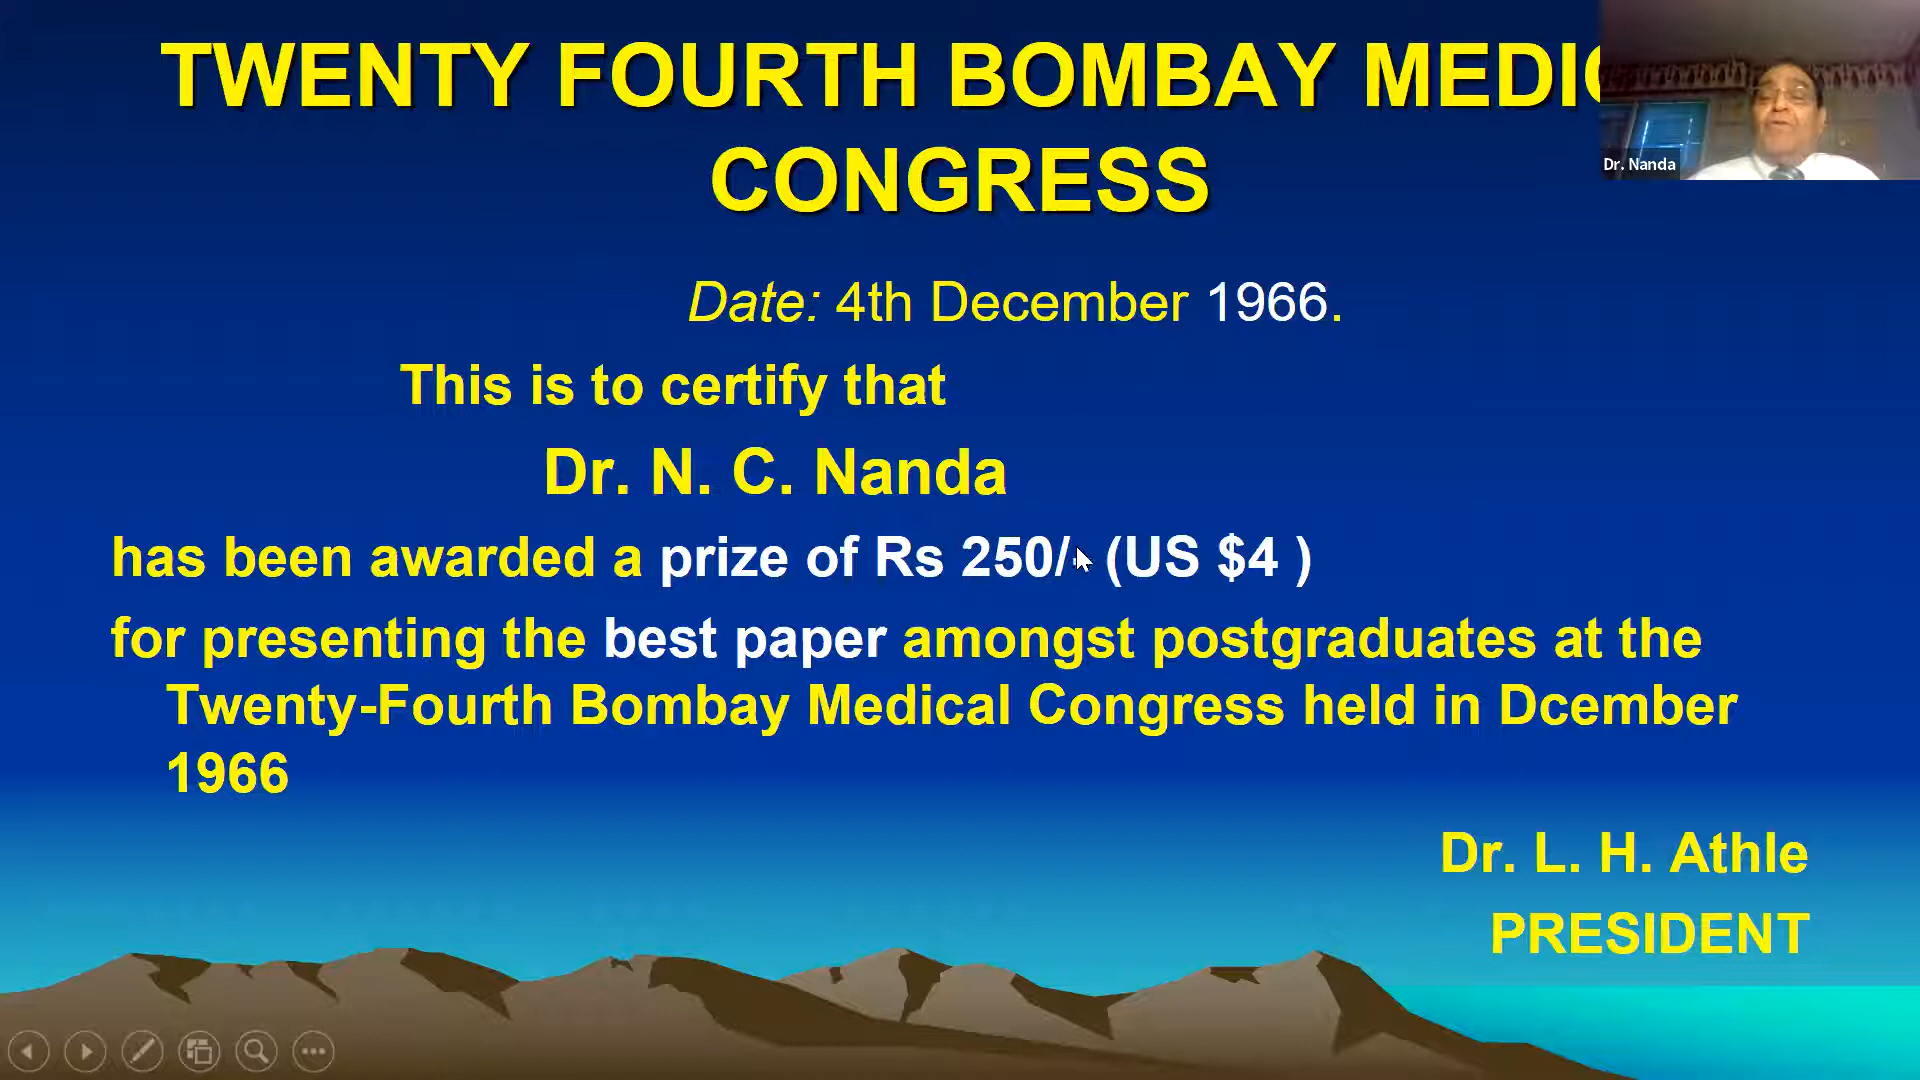 TWENTY FOURTH BOMBAY MEDIC
CONGRESS
Dr. Nanda
Date: 4th December 1966.
This is to certify that
Dr. N. C. Nanda
has been awarded a prize of Rs 250/- (US $4 )
for presenting the best paper amongst postgraduates at the
Twenty-Fourth Bombay Medical Congress held in Dcember
1966
Dr. L. H. Athle
PRESIDENT